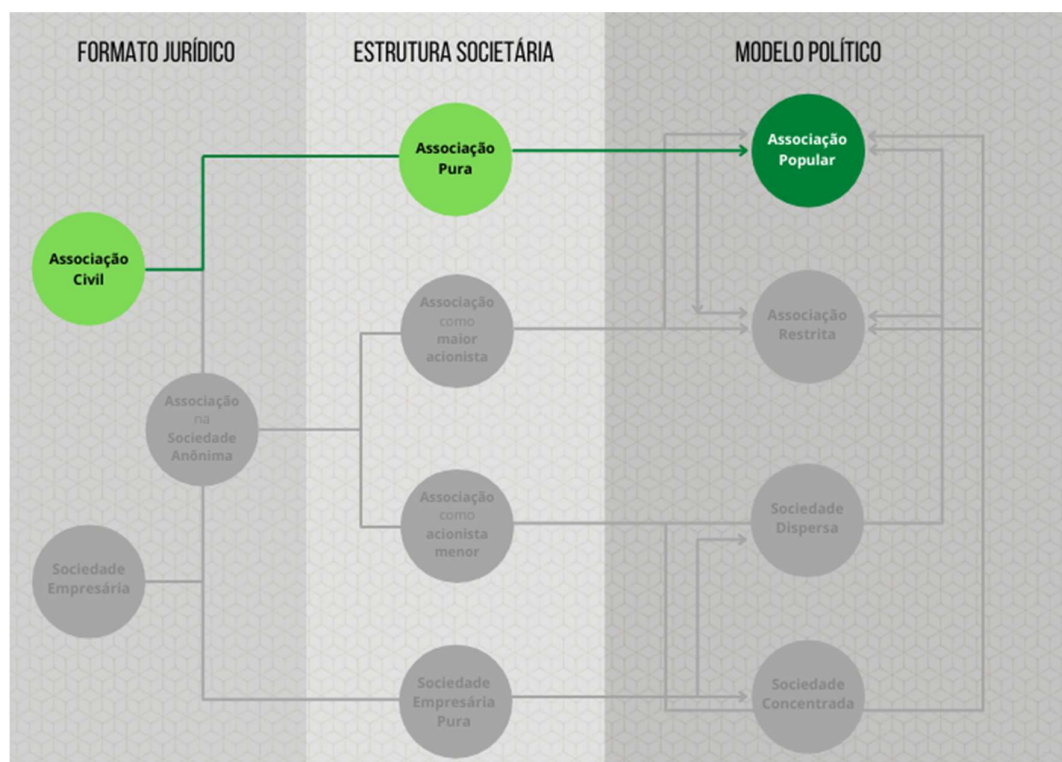 FORMATO JURÍDICO
ESTRUTURA SOCIETÁRIA
MODELO POLÍTICO
Associação
Civil
Associação
na
Sociedade
Anônima
Sociedade
Empresária
Associação
Pura
Associação
como
maior
acionista
Associação
como
acionista
menor
Sociedade
Empresária
Pura
Associação
Popular
Associação
Restrita
Sociedade
Dispersa
Sociedade
Concentrada